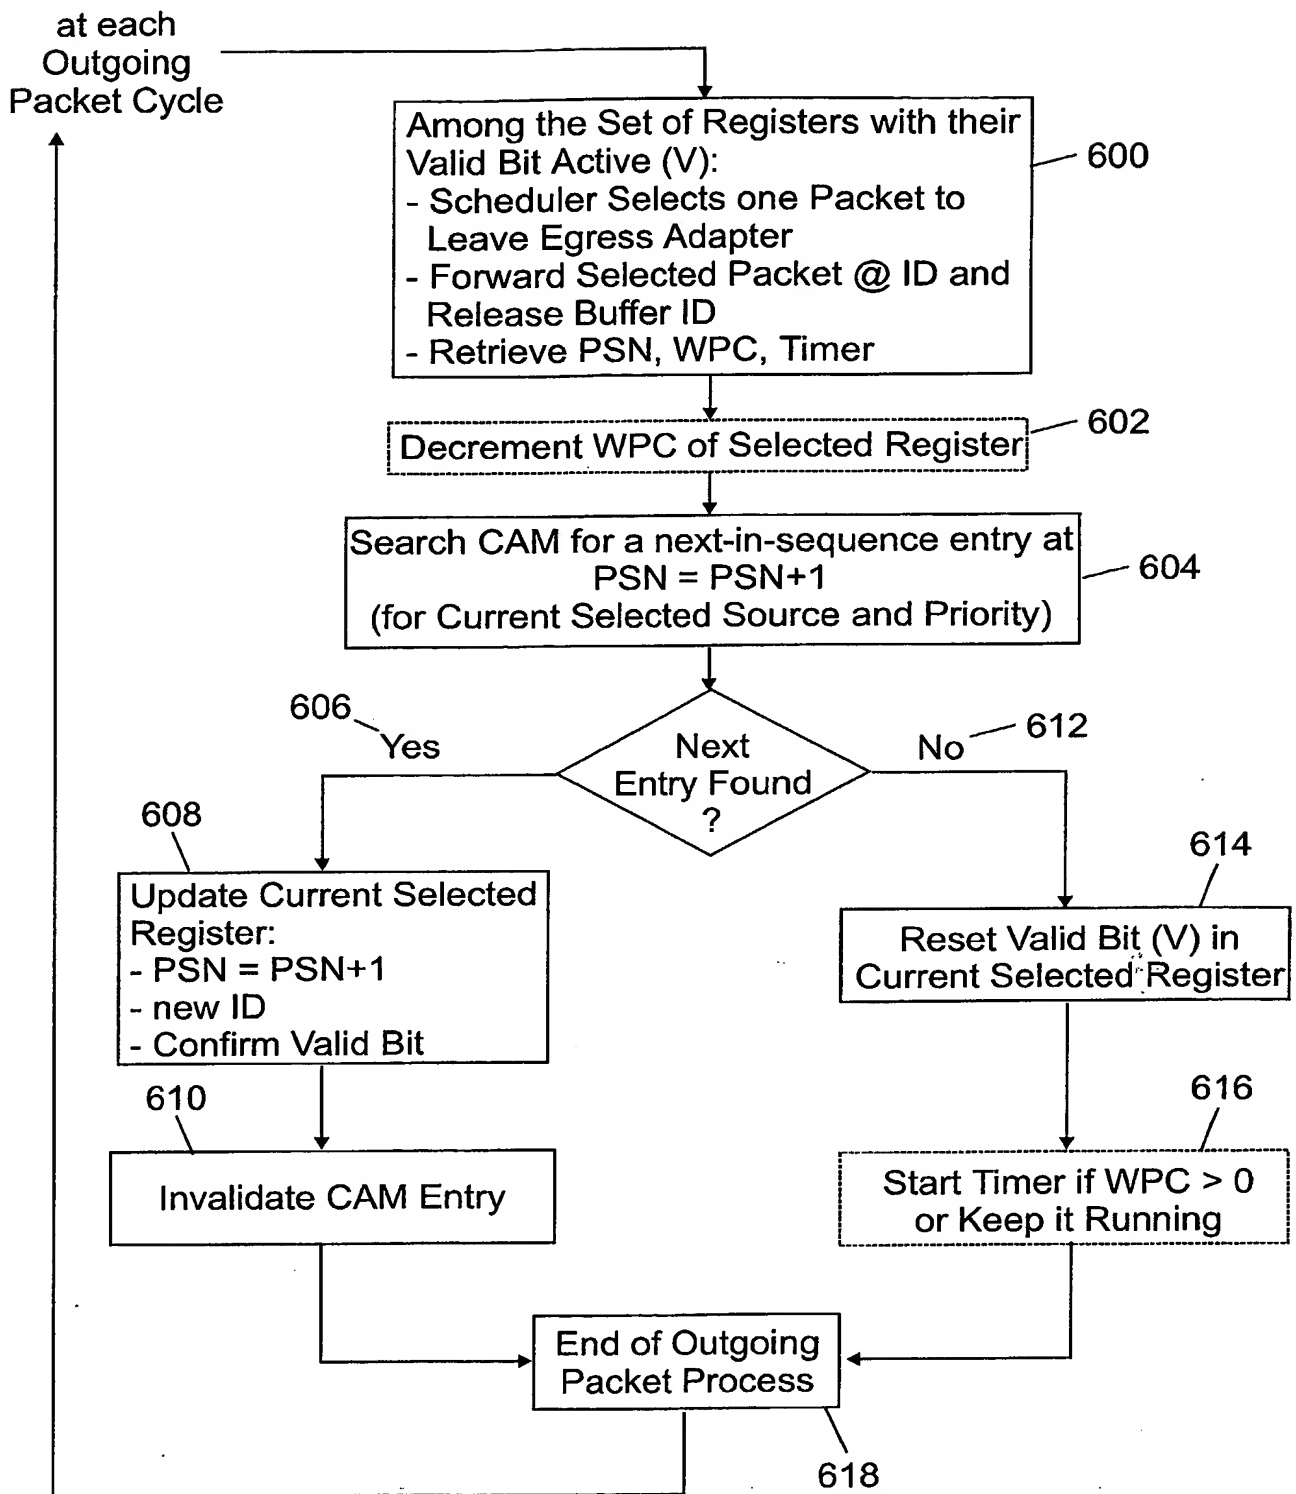 at each
Outgoing
Packet Cycle
Among the Set of Registers with their
Valid Bit Active (V):
- Scheduler Selects one Packet to
Leave Egress Adapter
- Forward Selected Packet @ ID and
Release Buffer ID
- Retrieve PSN, WPC, Timer
600
Decrement WPC of Selected Register
602
Search CAM for a next-in-sequence entry at
PSN = PSN+1
(for Current Selected Source and Priority)
604
606
Yes
Next
Entry Found
?
No
612
608
Update Current Selected
Register:
- PSN = PSN+1
- new ID
- Confirm Valid Bit
614
Reset Valid Bit (V) in
Current Selected Register
610
Invalidate CAM Entry
616
Start Timer if WPC > 0
or Keep it Running
End of Outgoing
Packet Process
618